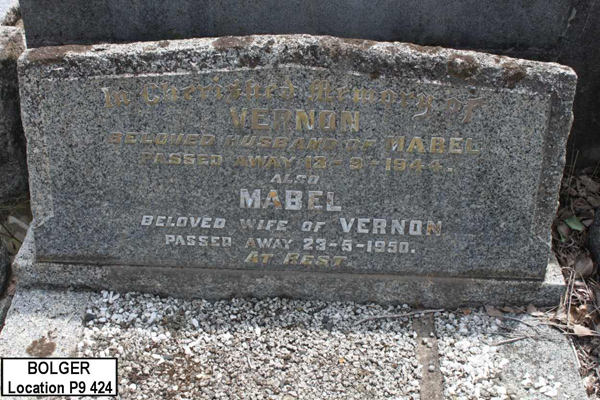 In Cherished Memory of
VERNON
BELOVED HUSBAND OF MABEL
PASSED AWAY 13-9-1944.
ALSO
MABEL
BELOVED WIFE OF VERNON
PASSED AWAY 23-5-1950.
AT REST
BOLGER
Location P9 424